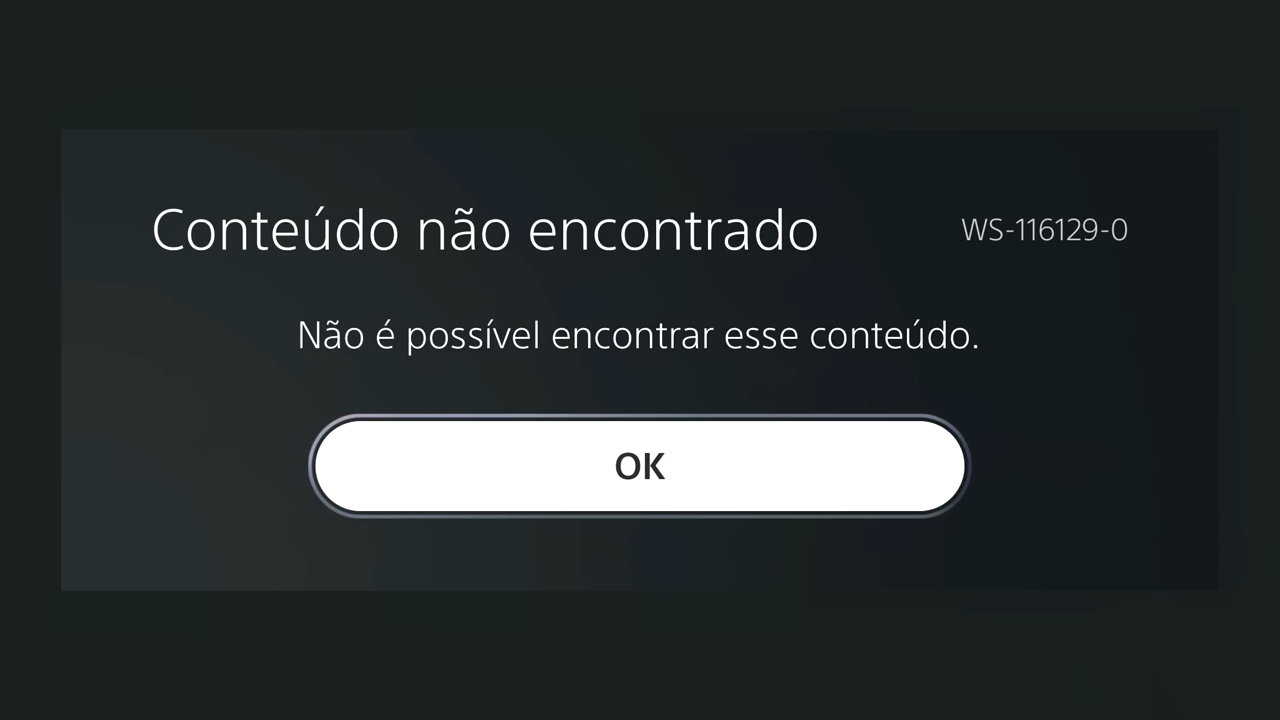 Conteúdo não encontrado
WS-116129-0
Não é possível encontrar esse conteúdo.
OK